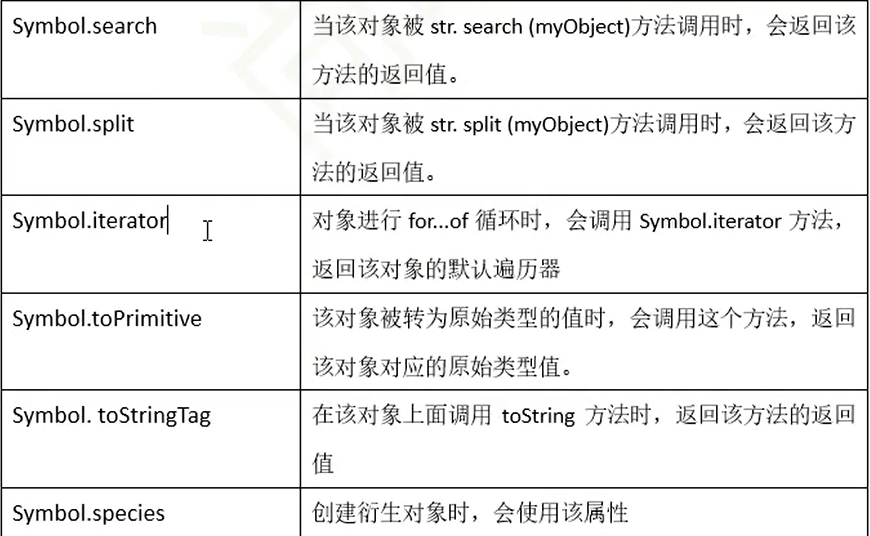 Symbol.search
当该对象被 str. search (myObject)方法调用时，会返回该
方法的返回值。
Symbol.split
当该对象被 str. split (myObject)方法调用时，会返回该方
法的返回值。
Symbol.iterator
对象进行 for...of 循环时，会调用 Symbol.iterator 方法，
返回该对象的默认遍历器
Symbol.toPrimitive
该对象被转为原始类型的值时，会调用这个方法，返回
该对象对应的原始类型值。
Symbol. toStringTag
在该对象上面调用 toString 方法时，返回该方法的返回
值
Symbol.species
创建衍生对象时，会使用该属性